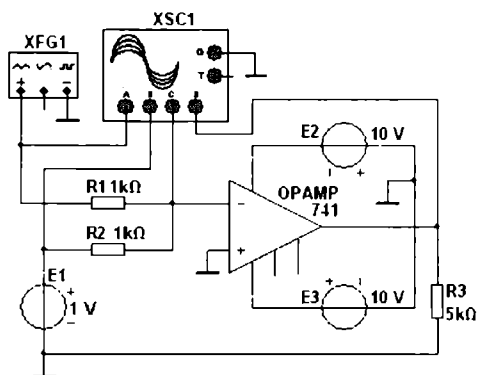 XSC1
XFG1
G
T
A B C
E2 10 V
R1 1kΩ
OPAMP
741
R2 1kΩ
E1
1 V
E3 10 V
R3
5kΩ